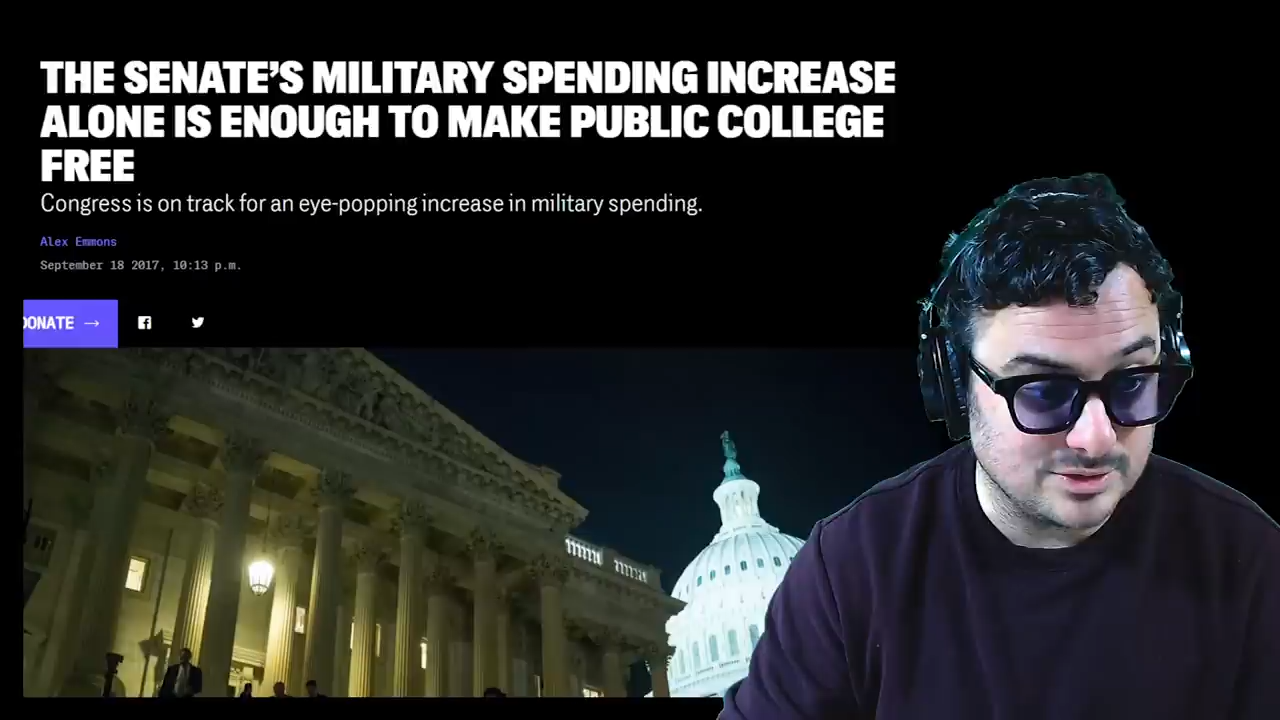 THE SENATE'S MILITARY SPENDING INCREASE
ALONE IS ENOUGH TO MAKE PUBLIC COLLEGE
FREE
Congress is on track for an eye-popping increase in military spending.
Alex Emmons
September 18 2017, 10:13 p.m.
DONATE →